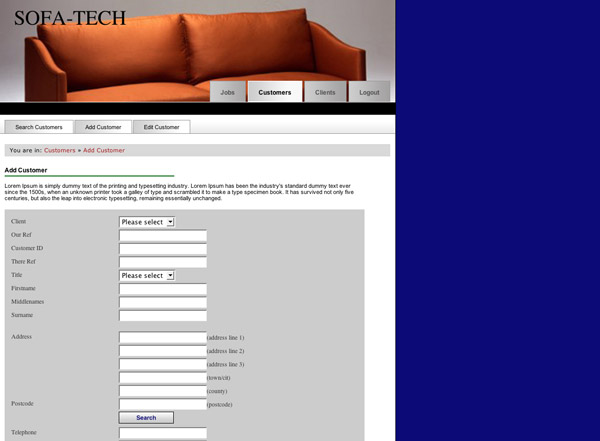 SOFA-TECH
Jobs
Customers
Clients
Logout
Search Customers
Add Customer
Edit Customer
You are in: Customers » Add Customer
Add Customer
Lorem Ipsum is simply dummy text of the printing and typesetting industry. Lorem Ipsum has been the industry's standard dummy text ever
since the 1500s, when an unknown printer took a galley of type and scrambled it to make a type specimen book. It has survived not only five
centuries, but also the leap into electronic typesetting, remaining essentially unchanged.
Client Please select
Our Ref
Customer ID
There Ref
Title Please select
Firstname
Middlenames
Surname
Address (address line 1)
(address line 2)
(address line 3)
(town/cit)
(county)
Postcode (postcode)
Search
Telephone